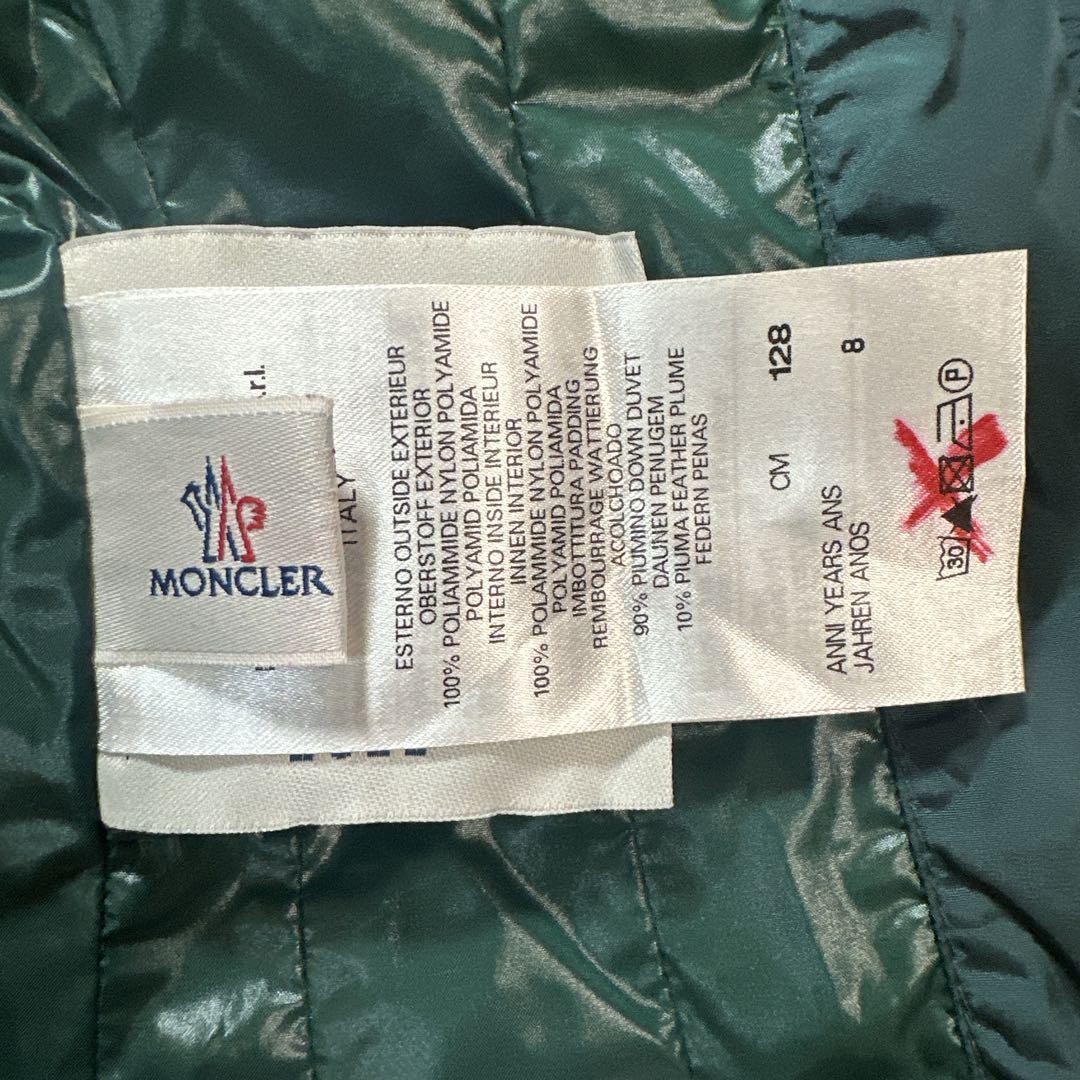 MONCLER
.r.l.
ITALY
ESTERNO OUTSIDE EXTERIEUR
OBERSTOFF EXTERIOR
100% POLIAMMIDE NYLON POLYAMIDE
POLYAMID POLIAMIDA
INTERNO INSIDE INTERIEUR
INNEN INTERIOR
100% POLAMMIDE NYLON POLYAMIDE
POLYAMID POLIAMIDA
IMBOTTITURA PADDING
REMBOURRAGE WATTIERUNG
ACOLCHOADO
90% PIUMINO DOWN DUVET
DAUNEN PENUGEM
10% PIUMA FEATHER PLUME
FEDERN PENAS
CM 128
ANNI YEARS ANS 8
JAHREN ANOS
30 P